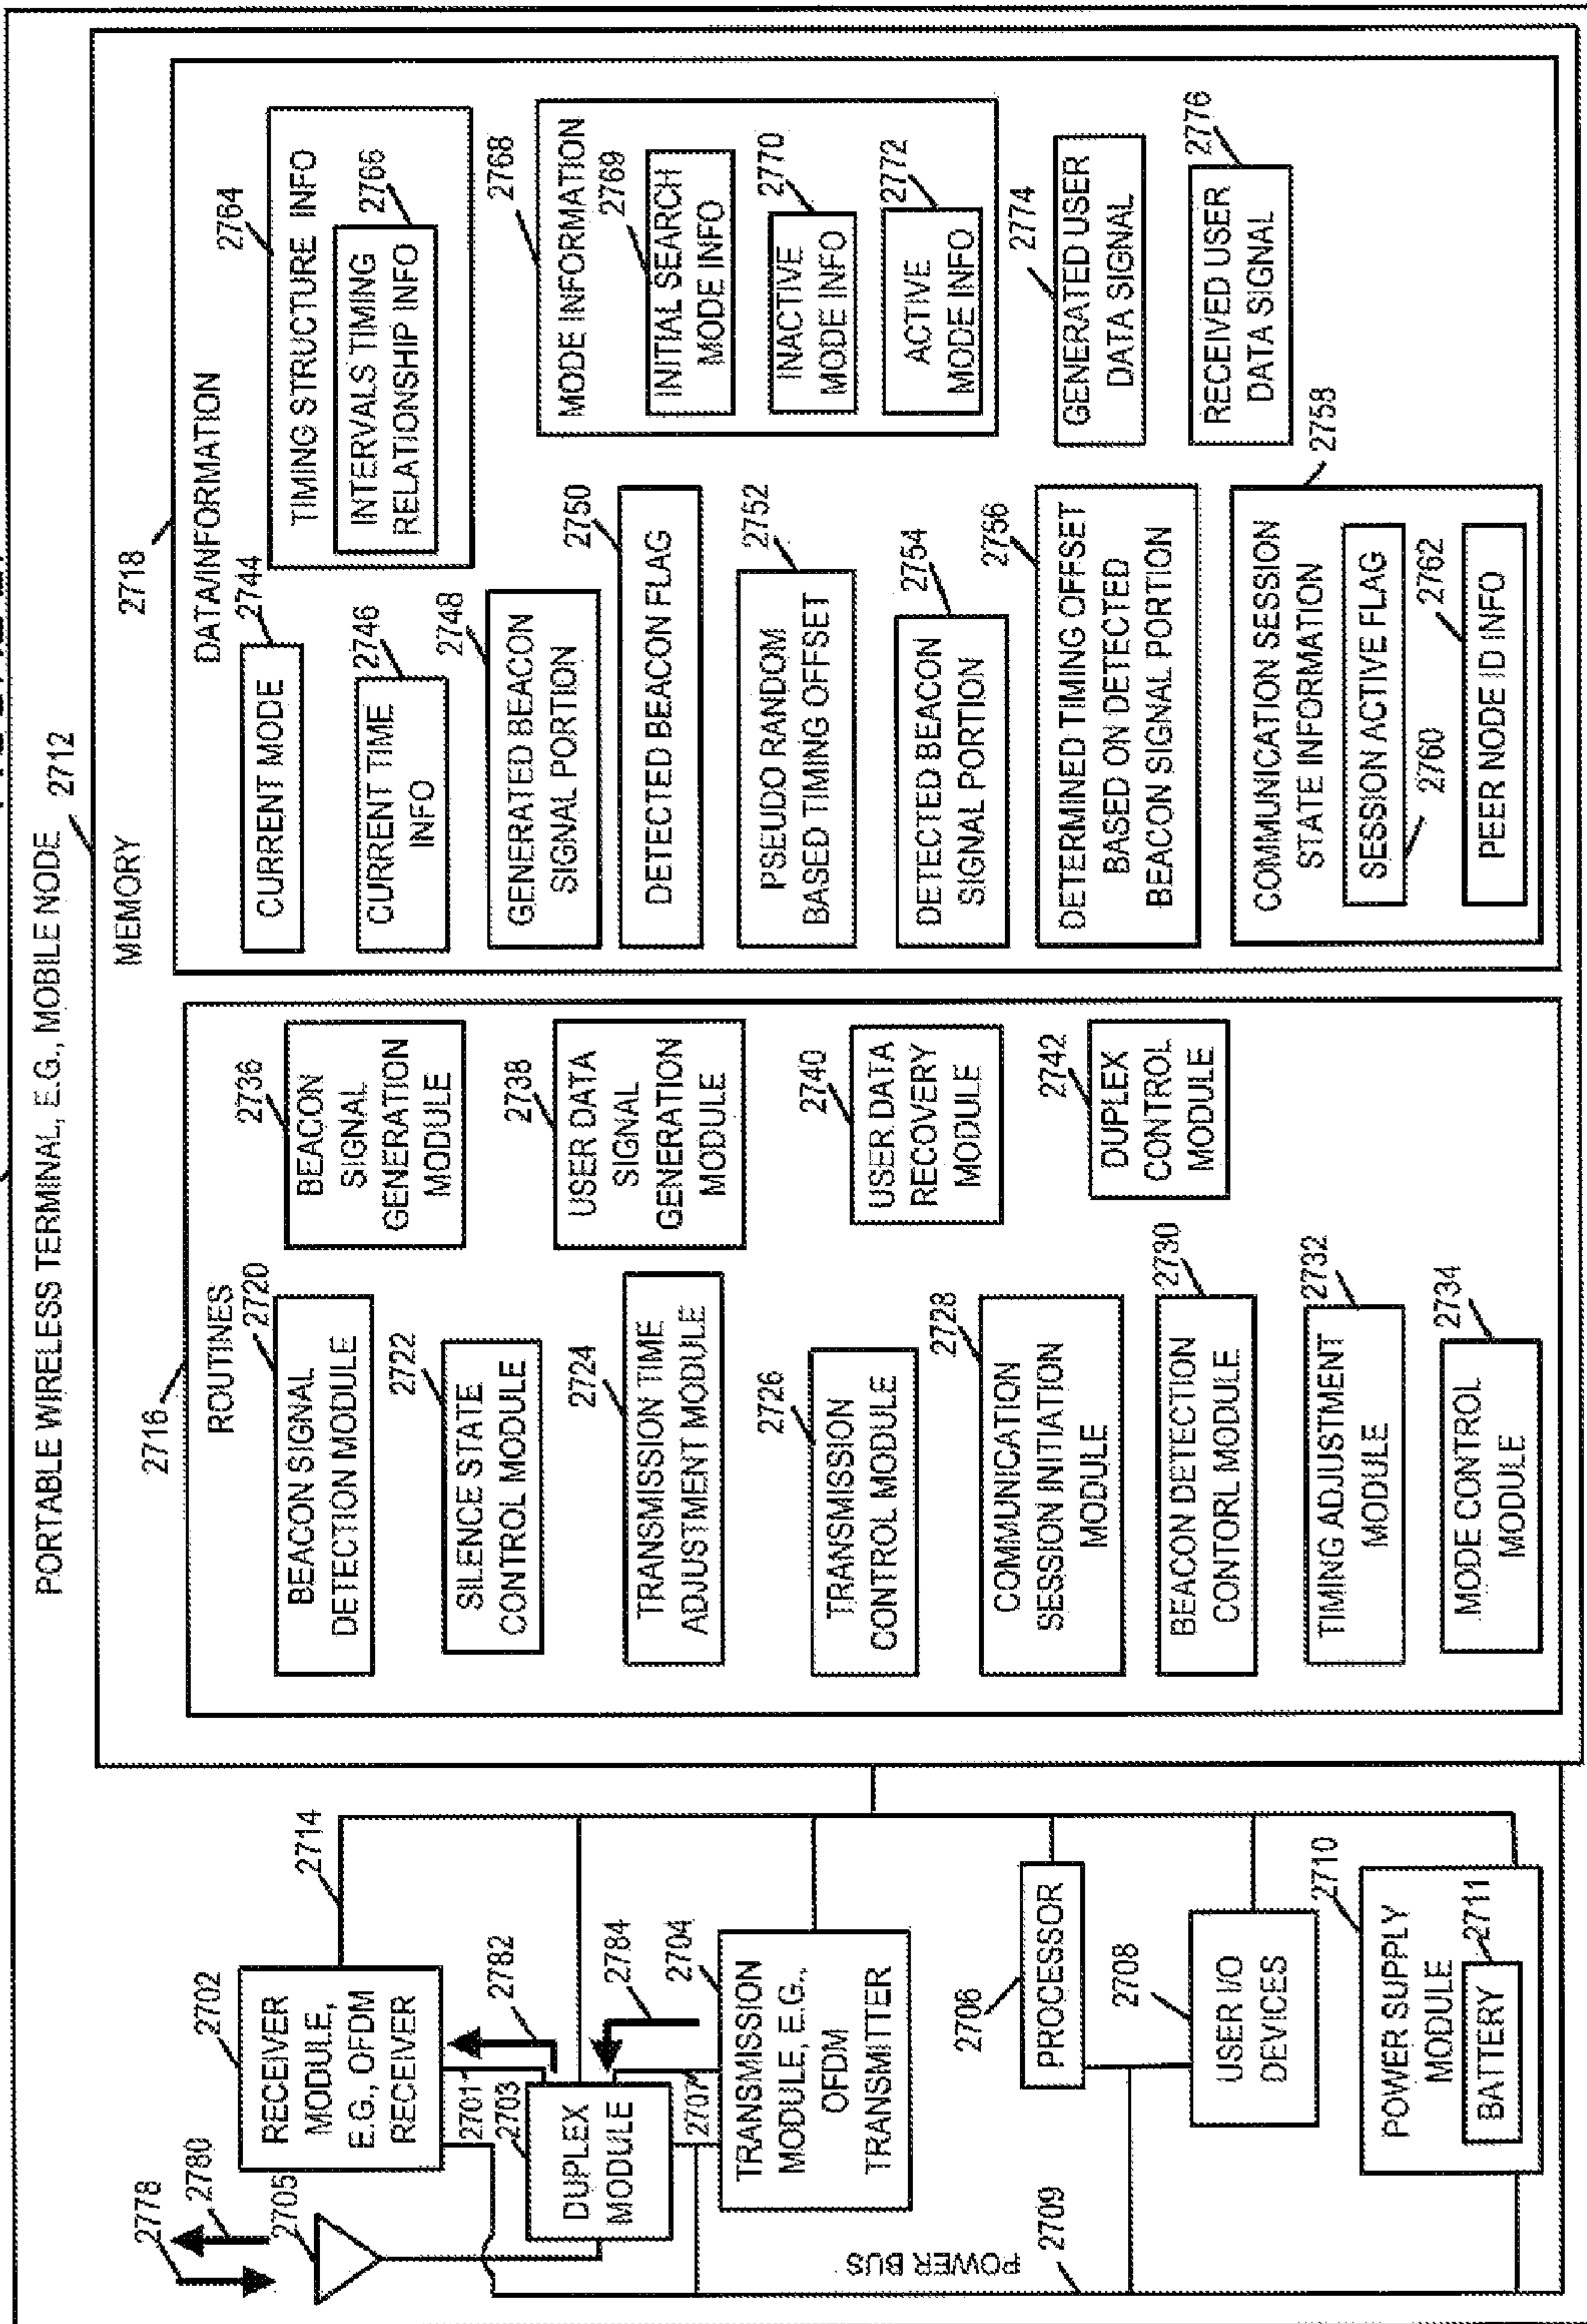 PORTABLE WIRELESS TERMINAL, E.G., MOBILE NODE
2712
2778
2780
2705
2702
RECEIVER
MODULE,
E.G., OFDM
RECEIVER
2714
2701
2703
2782
DUPLEX
MODULE
2784
2707
2704
TRANSMISSION
MODULE, E.G.,
OFDM
TRANSMITTER
POWER BUS
2709
2706
PROCESSOR
2708
USER I/O
DEVICES
2710
POWER SUPPLY
MODULE
2711
BATTERY
MEMORY
2716
ROUTINES
2720
BEACON SIGNAL
DETECTION MODULE
2722
SILENCE STATE
CONTROL MODULE
2724
TRANSMISSION TIME
ADJUSTMENT MODULE
2726
TRANSMISSION
CONTROL MODULE
2728
COMMUNICATION
SESSION INITIATION
MODULE
2730
BEACON DETECTION
CONTORL MODULE
2732
TIMING ADJUSTMENT
MODULE
2734
MODE CONTROL
MODULE
2736
BEACON
SIGNAL
GENERATION
MODULE
2738
USER DATA
SIGNAL
GENERATION
MODULE
2740
USER DATA
RECOVERY
MODULE
2742
DUPLEX
CONTROL
MODULE
2718
DATA/INFORMATION
2744
CURRENT MODE
2746
CURRENT TIME
INFO
2748
GENERATED BEACON
SIGNAL PORTION
2750
DETECTED BEACON FLAG
2752
PSEUDO RANDOM
BASED TIMING OFFSET
2754
DETECTED BEACON
SIGNAL PORTION
2756
DETERMINED TIMING OFFSET
BASED ON DETECTED
BEACON SIGNAL PORTION
2758
COMMUNICATION SESSION
STATE INFORMATION
SESSION ACTIVE FLAG
2760
2762
PEER NODE ID INFO
2764
TIMING STRUCTURE INFO
2766
INTERVALS TIMING
RELATIONSHIP INFO
2768
MODE INFORMATION
2769
INITIAL SEARCH
MODE INFO
2770
INACTIVE
MODE INFO
2772
ACTIVE
MODE INFO
2774
GENERATED USER
DATA SIGNAL
2776
RECEIVED USER
DATA SIGNAL